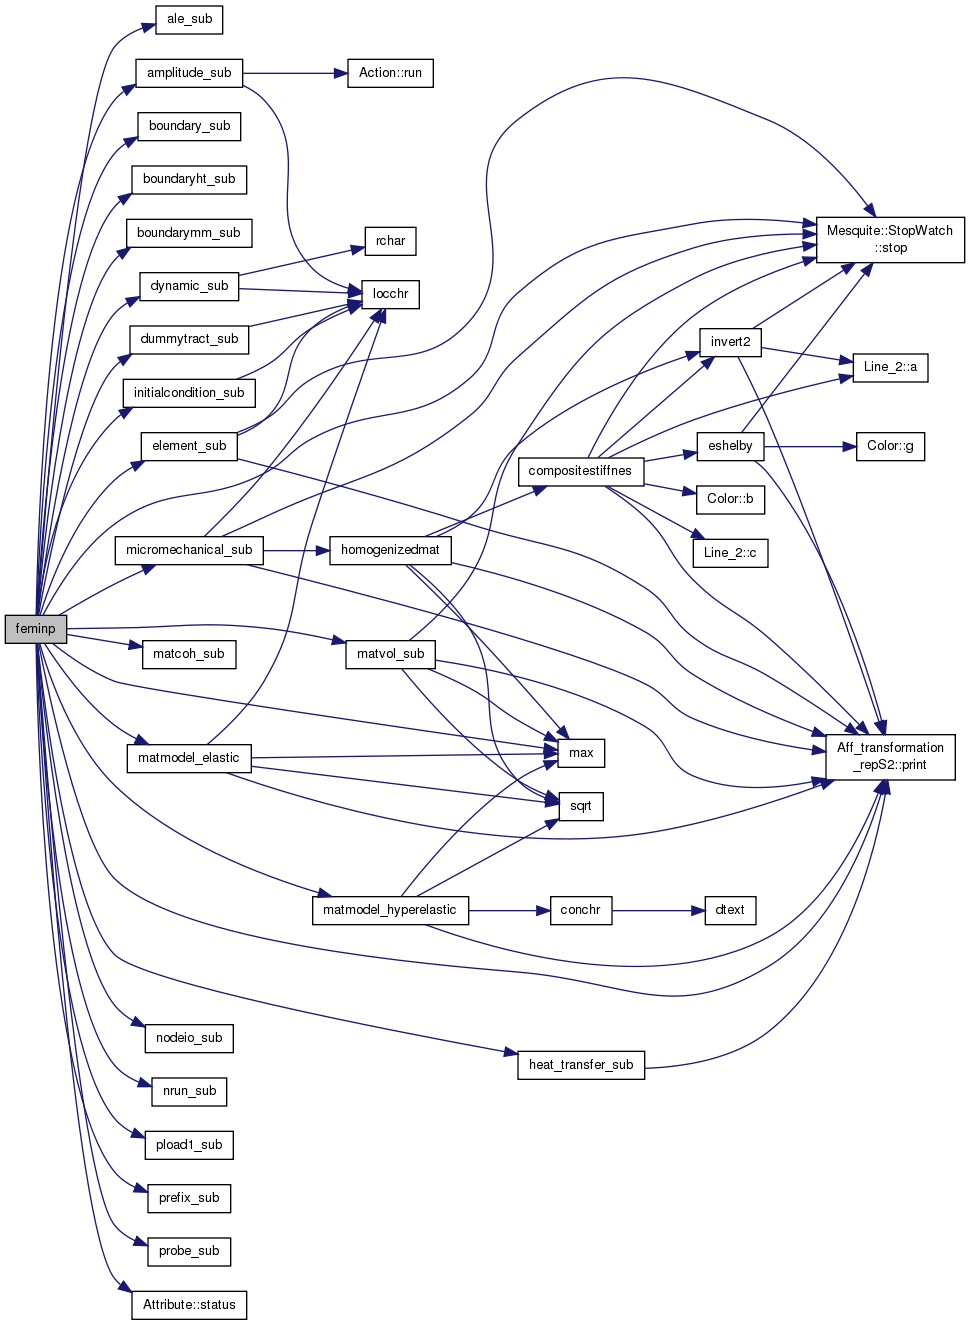 ale_sub
amplitude_sub
Action::run
boundary_sub
boundaryht_sub
boundarymm_sub
Mesquite::StopWatch
::stop
rchar
dynamic_sub
locchr
dummytract_sub
invert2
Line_2::a
initialcondition_sub
element_sub
eshelby
Color::g
compositestiffnes
Color::b
micromechanical_sub
homogenizedmat
Line_2::c
feminp
matcoh_sub
matvol_sub
matmodel_elastic
max
Aff_transformation
_repS2::print
sqrt
matmodel_hyperelastic
conchr
dtext
nodeio_sub
heat_transfer_sub
nrun_sub
pload1_sub
prefix_sub
probe_sub
Attribute::status